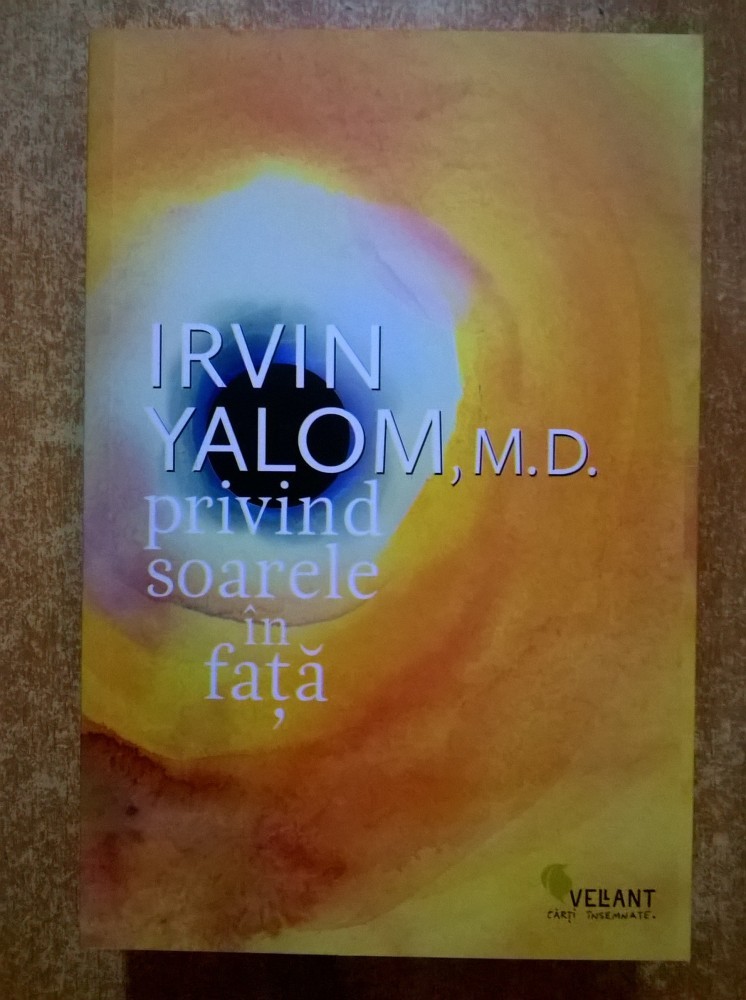 IRVIN
YALOM, M.D.
privind
soarele
în
față
VELLANT
CĂRȚI ÎNSEMNATE.